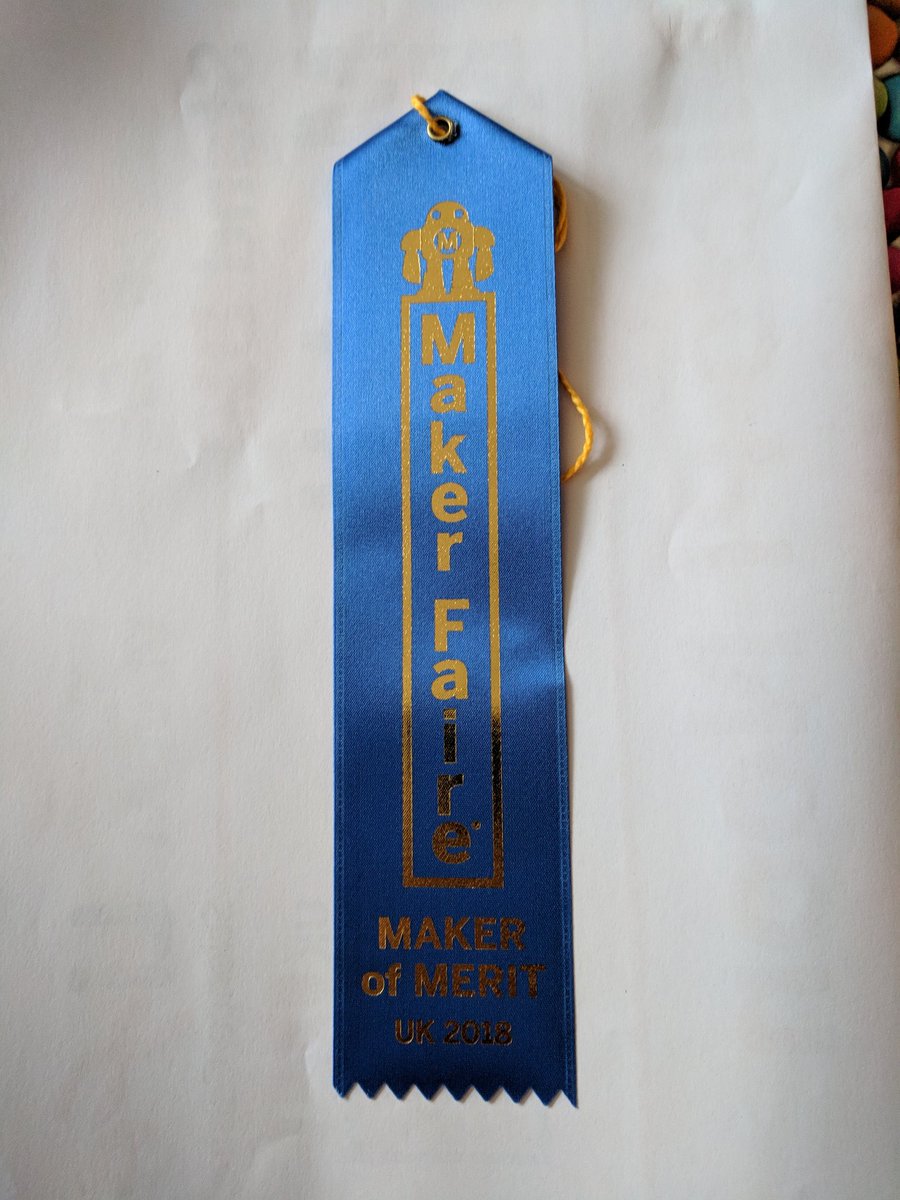 M
Maker Faire®
MAKER
of MERIT
UK 2018